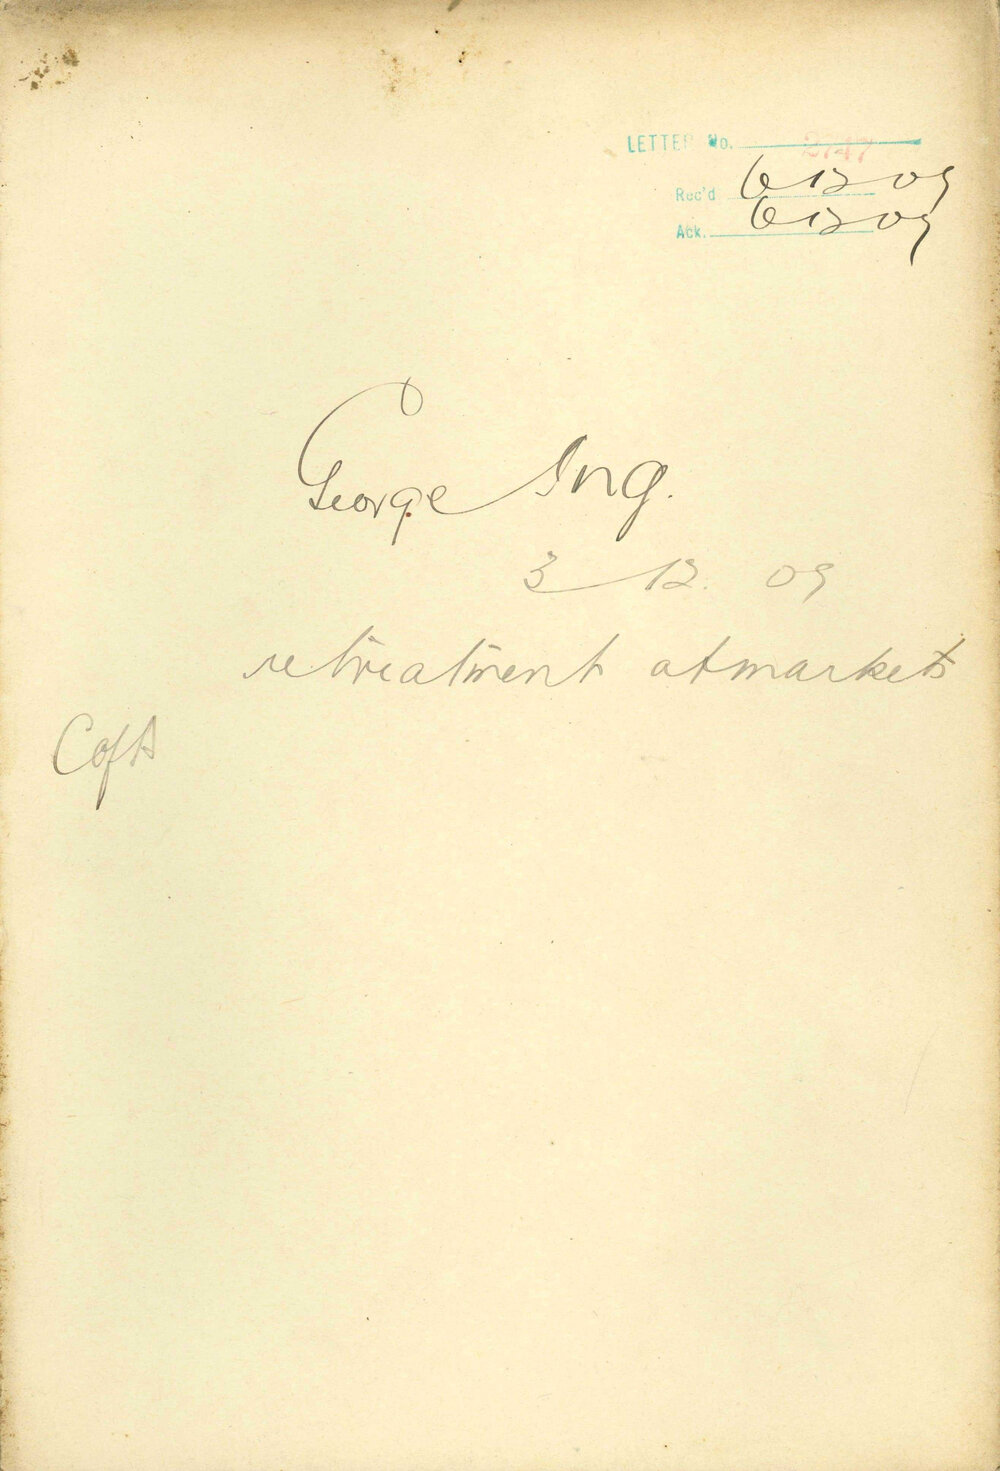 LETTER No. 2747
Rec'd 6 12 09
Ack. 6 12 09
George Ing.
3 12. 09
re treatment at markets